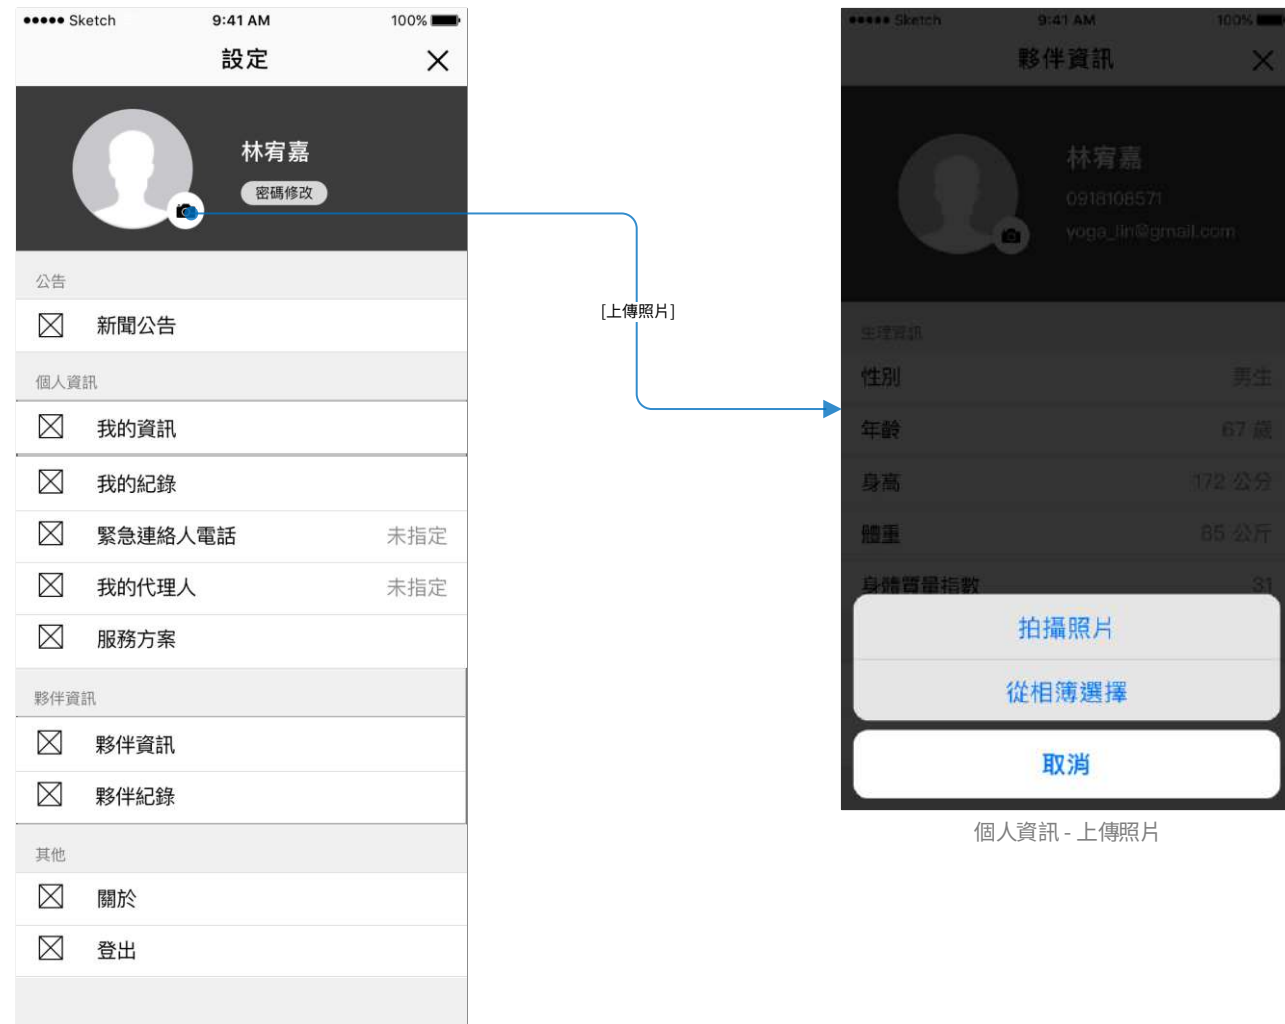 Sketch 9:41 AM 100%
設定
林宥嘉
密碼修改
公告
新聞公告
個人資訊
我的資訊
我的紀錄
緊急連絡人電話 未指定
我的代理人 未指定
服務方案
夥伴資訊
夥伴資訊
夥伴紀錄
其他
關於
登出
[上傳照片]
Sketch 9:41 AM 100%
夥伴資訊
林宥嘉
0918108571
yoga_lin@gmail.com
生理資訊
性別 男生
年齡 67 歲
身高 172 公分
體重 85 公斤
身體質量指數 31
拍攝照片
從相簿選擇
取消
個人資訊 - 上傳照片